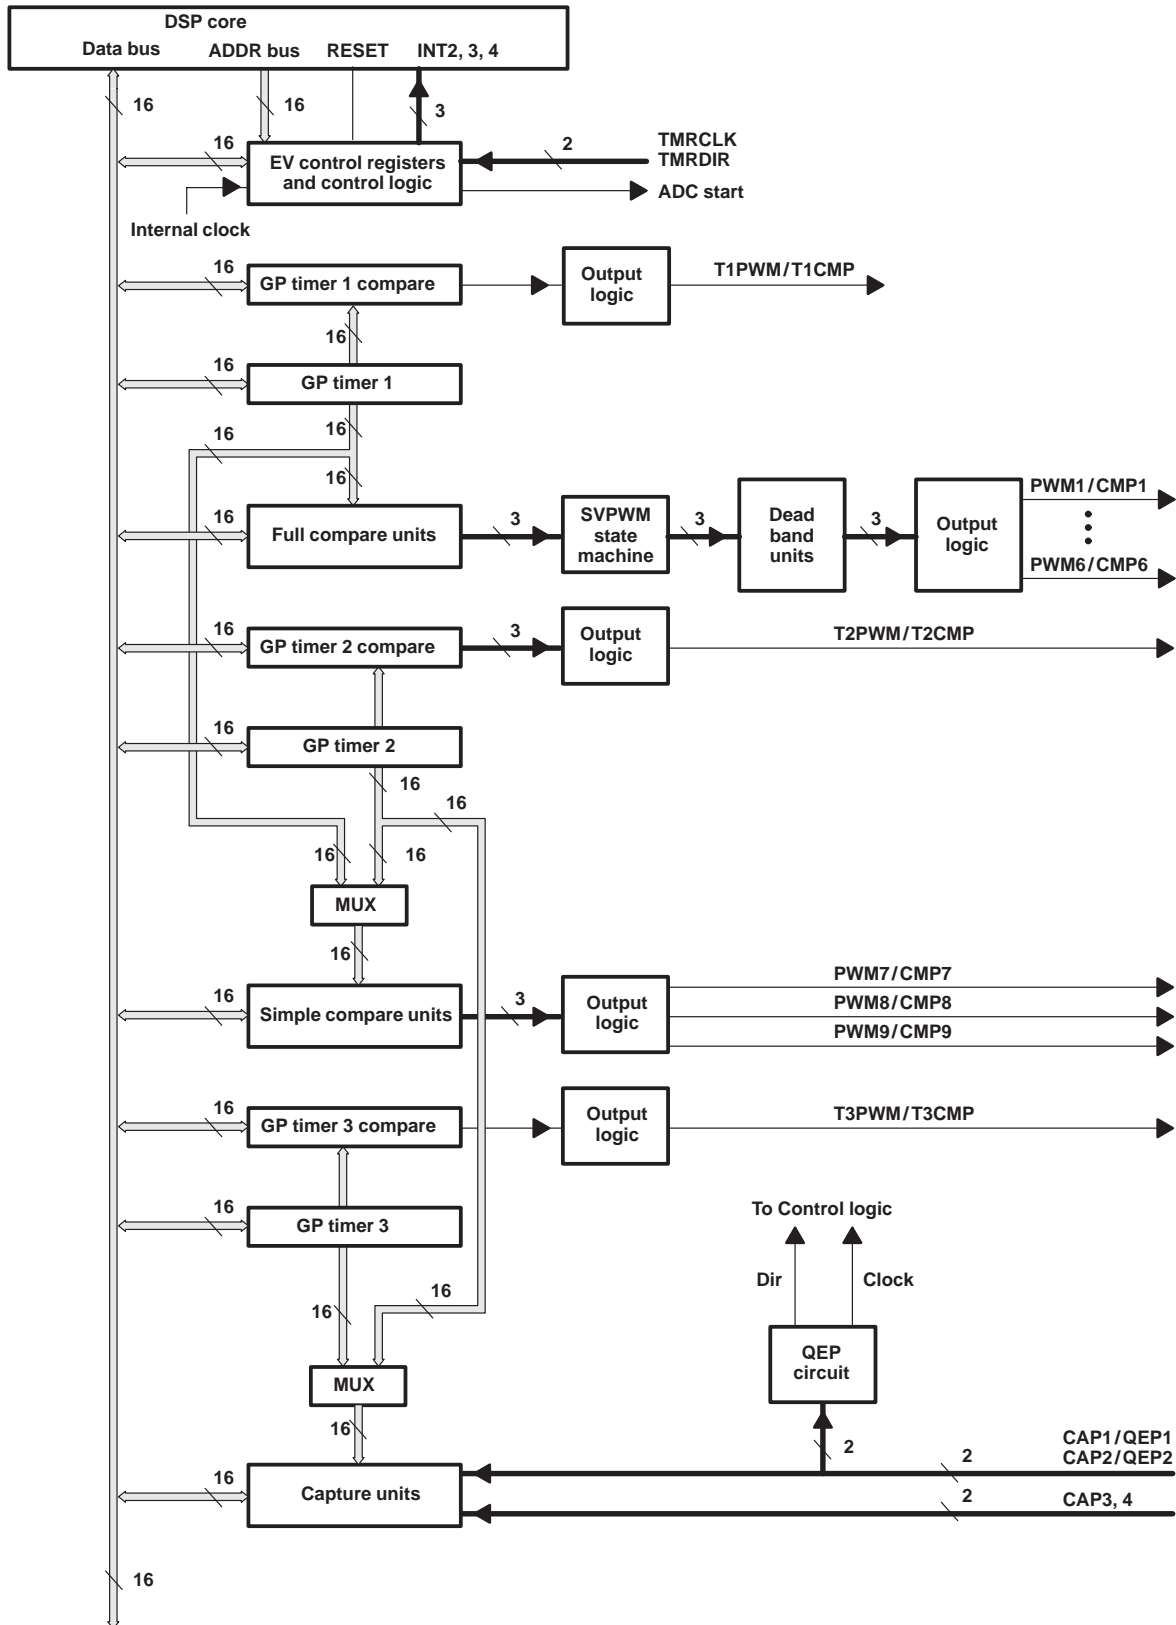 DSP core
Data bus ADDR bus RESET INT2, 3, 4
16 16 3
16 2 TMRCLK
TMRDIR
EV control registers
and control logic
ADC start
Internal clock
16 GP timer 1 compare Output
logic
T1PWM/T1CMP
16
16 GP timer 1
16
16
16
16 Full compare units 3 SVPWM
state
machine
3 Dead
band
units
3 Output
logic
PWM1/CMP1
PWM6/CMP6
16 GP timer 2 compare 3 Output
logic
T2PWM/T2CMP
16 GP timer 2
16 16
16 16
MUX
16
16 Simple compare units 3 Output
logic
PWM7/CMP7
PWM8/CMP8
PWM9/CMP9
16 GP timer 3 compare Output
logic
T3PWM/T3CMP
16 GP timer 3
To Control logic
Dir Clock
16 16
QEP
circuit
MUX
16 2
CAP1/QEP1
2 CAP2/QEP2
16 Capture units
2 CAP3, 4
16